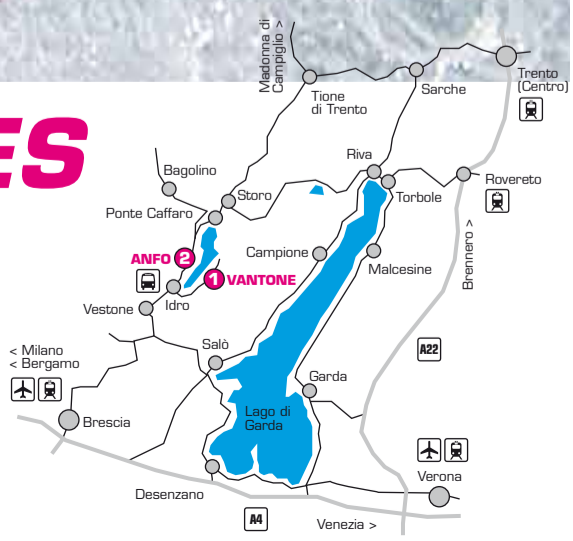 Madonna di
Campiglio >
Trento
(Centro)
Tione
di Trento
Sarche
ES
Riva
Bagolino
Storo
Torbole
Rovereto
Ponte Caffaro
Brennero >
ANFO 2
Campione
Malcesine
1 VANTONE
Idro
Vestone
Salò
A22
< Milano
< Bergamo
Garda
Lago di
Garda
Brescia
Verona
Desenzano
A4
Venezia >